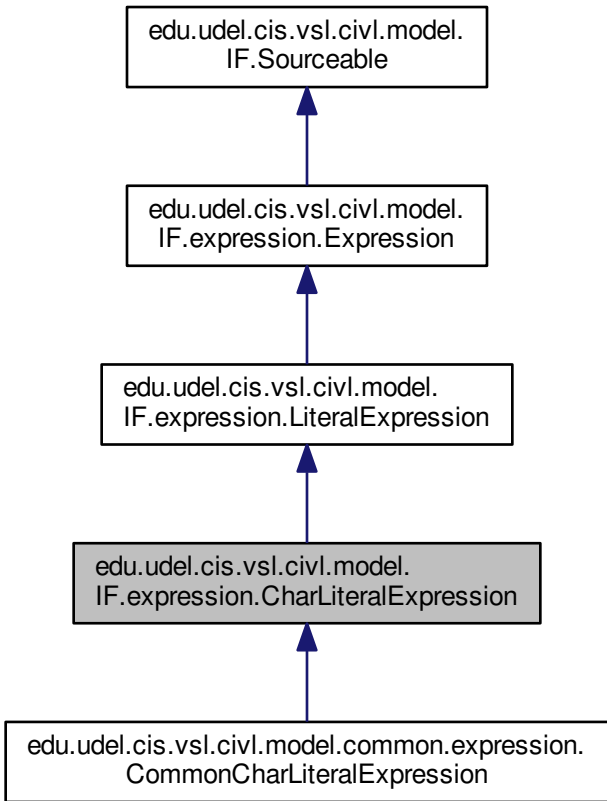 edu.udel.cis.vsl.civl.model.
IF.Sourceable
edu.udel.cis.vsl.civl.model.
IF.expression.Expression
edu.udel.cis.vsl.civl.model.
IF.expression.LiteralExpression
edu.udel.cis.vsl.civl.model.
IF.expression.CharLiteralExpression
edu.udel.cis.vsl.civl.model.common.expression.
CommonCharLiteralExpression